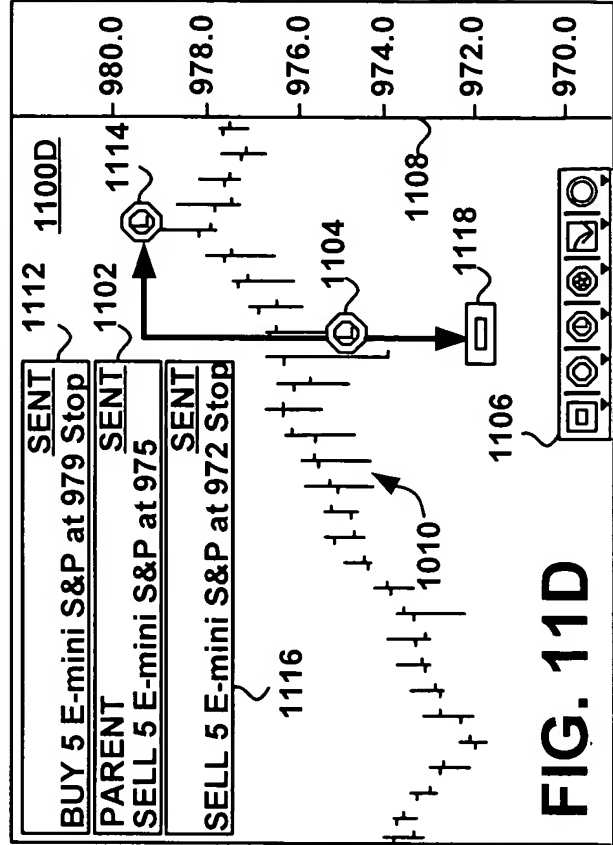 1100D
980.0
978.0
976.0
974.0
972.0
970.0
SENT
BUY 5 E-mini S&P at 979 Stop
PARENT SENT
SELL 5 E-mini S&P at 975
SENT
SELL 5 E-mini S&P at 972 Stop
1112
1102
1114
1104
1118
1108
1106
1116
1010
FIG. 11D